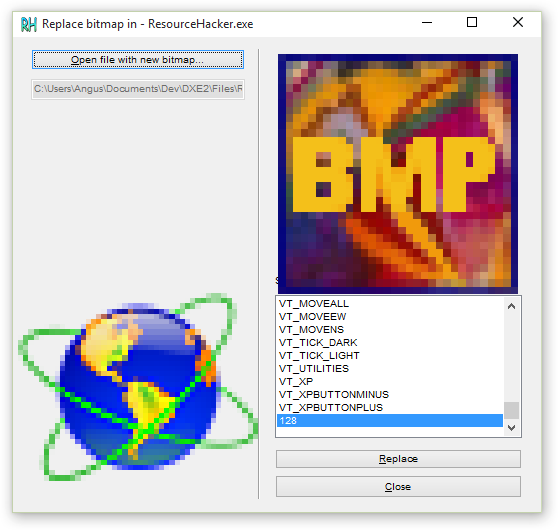 RH Replace bitmap in - ResourceHacker.exe
Open file with new bitmap...
C:\Users\Angus\Documents\Dev\DXE2\Files\R
BMP
VT_MOVEALL
VT_MOVEEW
VT_MOVENS
VT_TICK_DARK
VT_TICK_LIGHT
VT_UTILITIES
VT_XP
VT_XPBUTTONMINUS
VT_XPBUTTONPLUS
128
Replace
Close